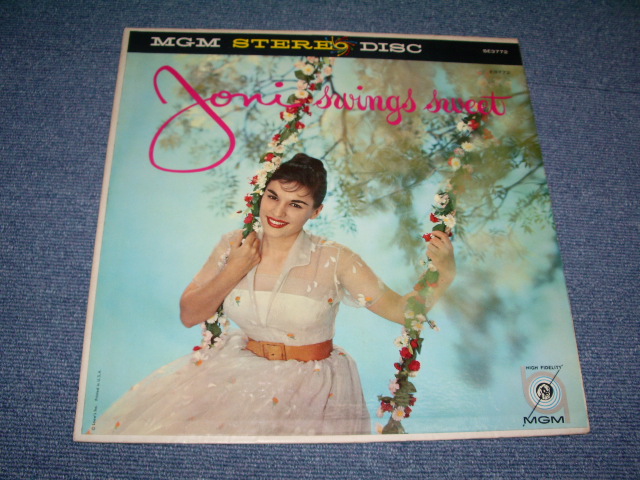 MGM STEREO DISC
SE3772
Joni swings sweet
HIGH FIDELITY
MGM